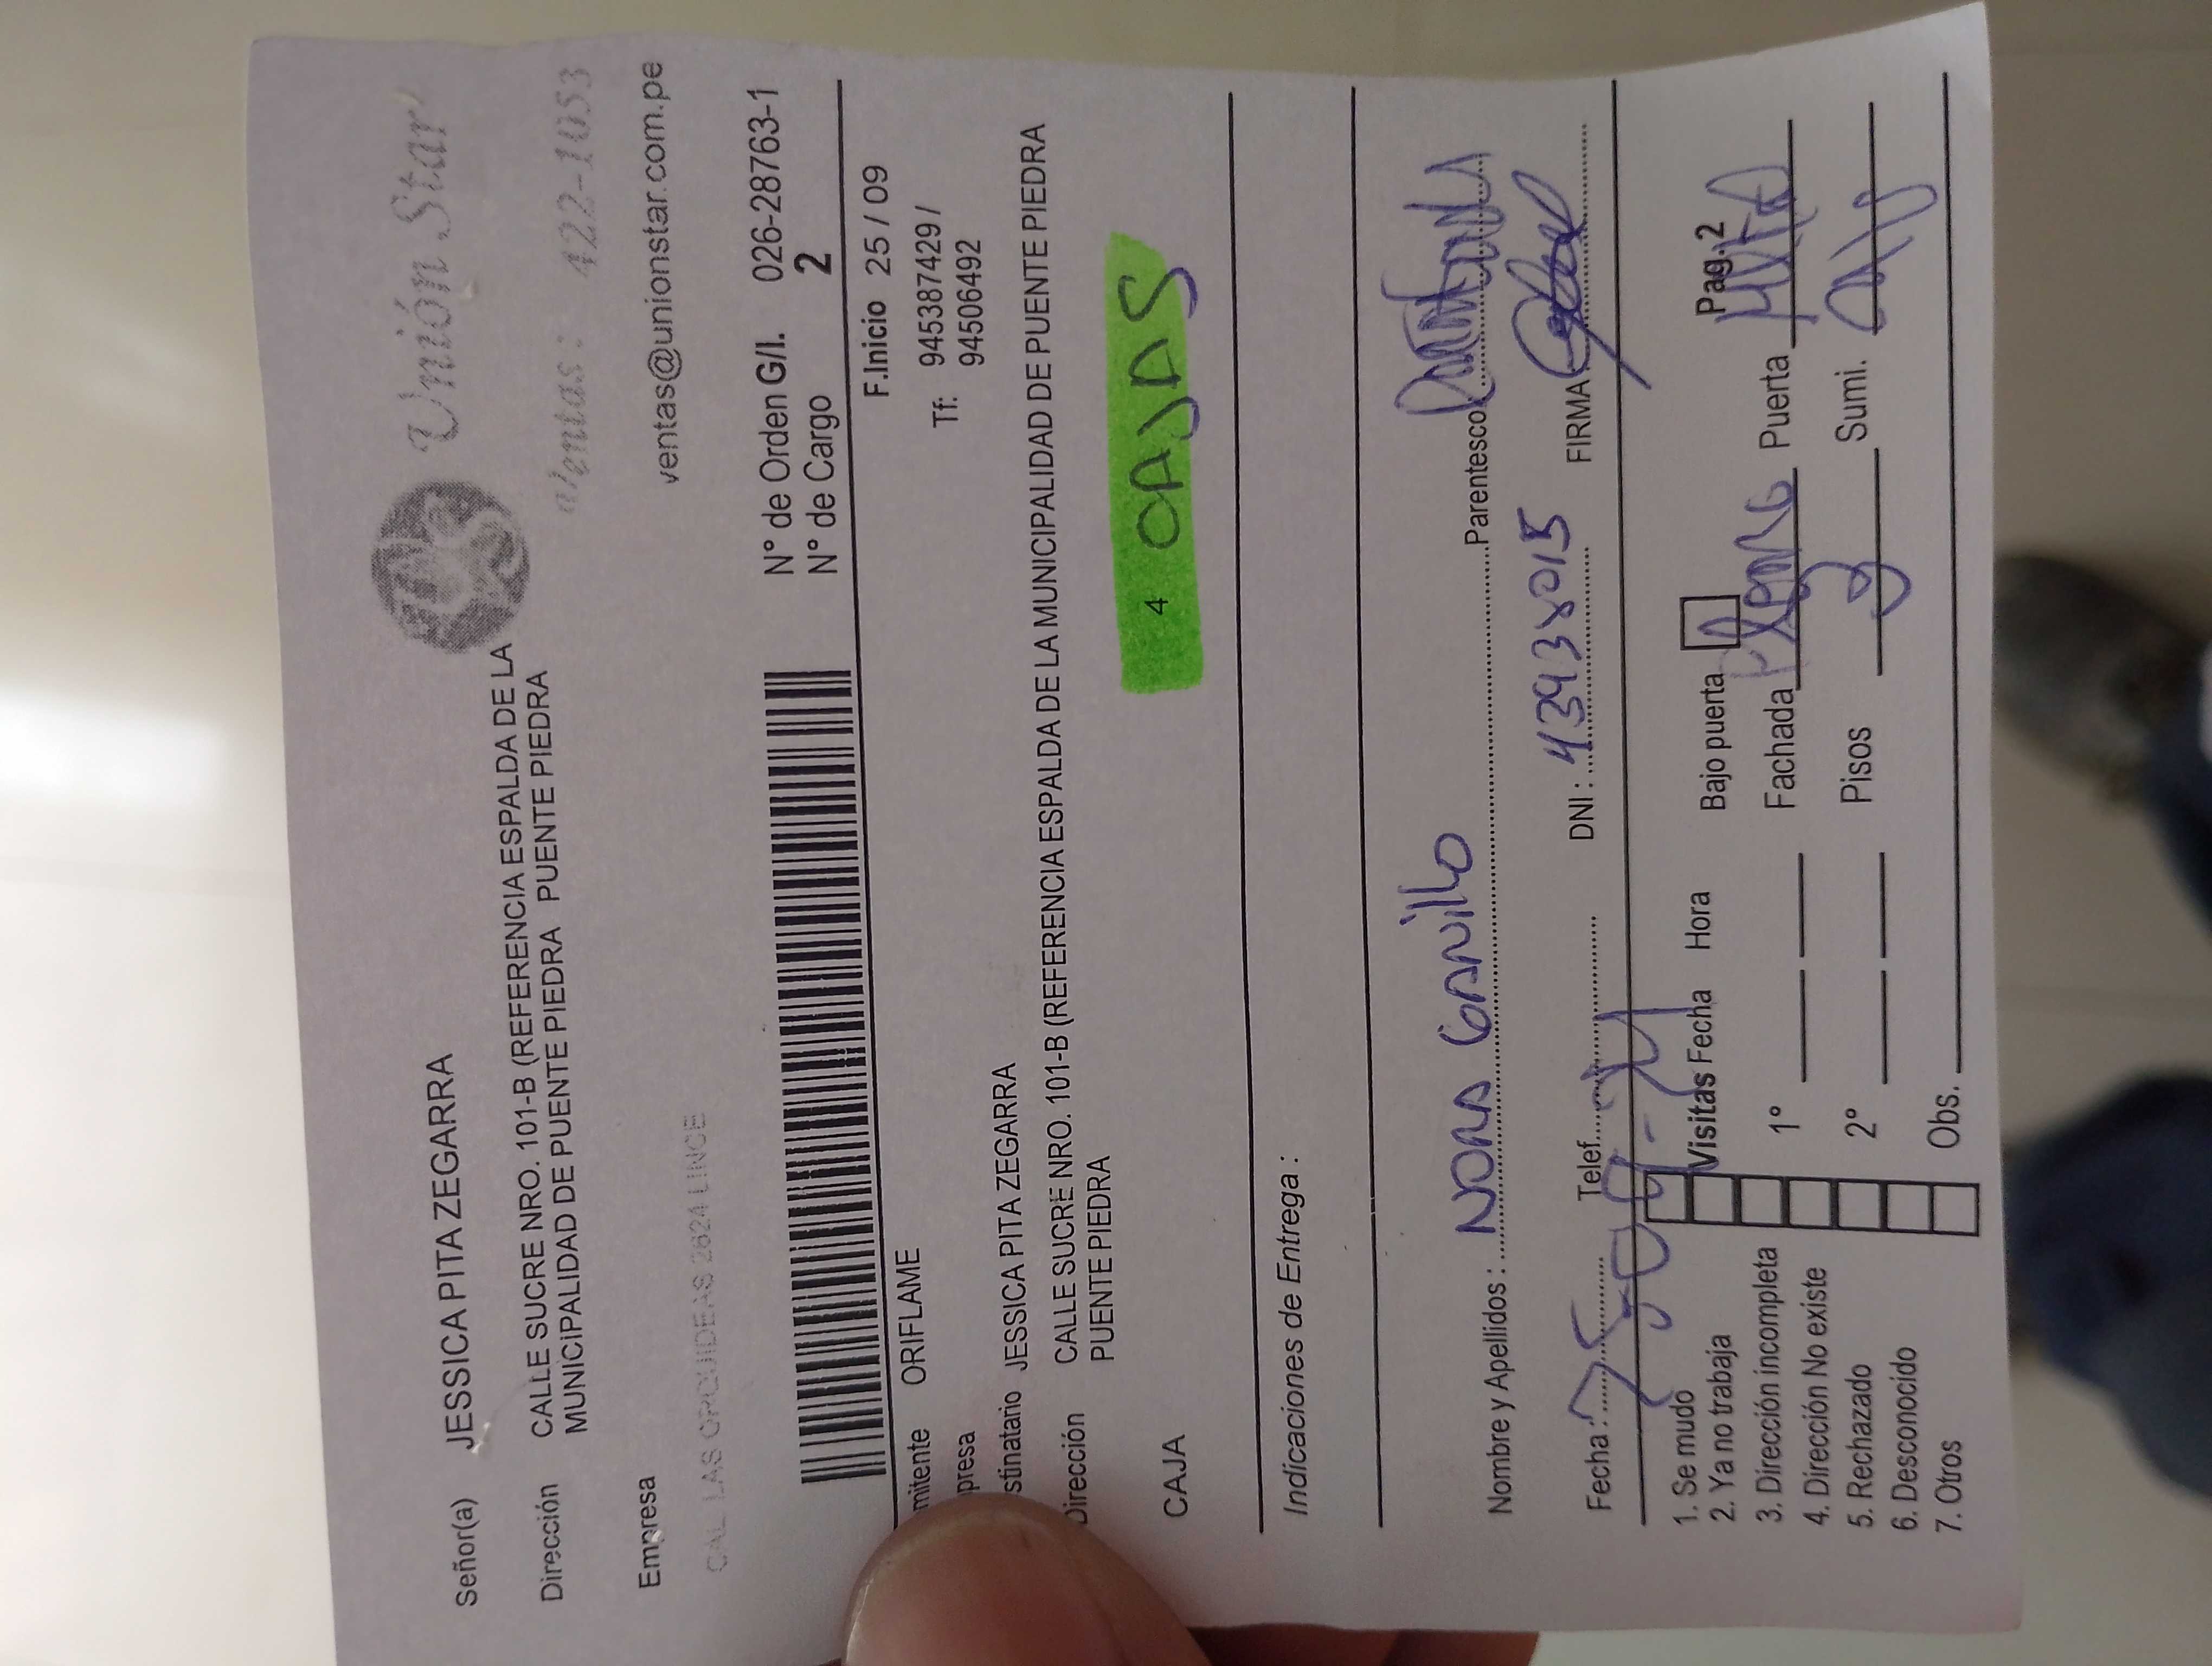 Unión Star
Ventas : 422-1053
ventas@unionstar.com.pe
Señor(a) JESSICA PITA ZEGARRA
Dirección CALLE SUCRE NRO. 101-B (REFERENCIA ESPALDA DE LA
MUNICIPALIDAD DE PUENTE PIEDRA PUENTE PIEDRA
Empresa
CAL LAS ORQUIDEAS 2624 LINCE
N° de Orden G/I. 026-28763-1
N° de Cargo 2
F.Inicio 25 / 09
mitente ORIFLAME
Tf: 945387429 /
94506492
presa
stinatario JESSICA PITA ZEGARRA
Dirección CALLE SUCRE NRO. 101-B (REFERENCIA ESPALDA DE LA MUNICIPALIDAD DE PUENTE PIEDRA
PUENTE PIEDRA
CAJA 4 CAJAS
Indicaciones de Entrega :
Nombre y Apellidos : NORA Parentesco
Fecha : Telef. DNI : FIRMA
1. Se mudo
2. Ya no trabaja
3. Dirección incompleta
4. Dirección No existe
5. Rechazado
6. Desconocido
7. Otros
Visitas Fecha Hora
1°
2°
Obs.
Bajo puerta Pag.2
Fachada Puerta
Pisos Sumi.